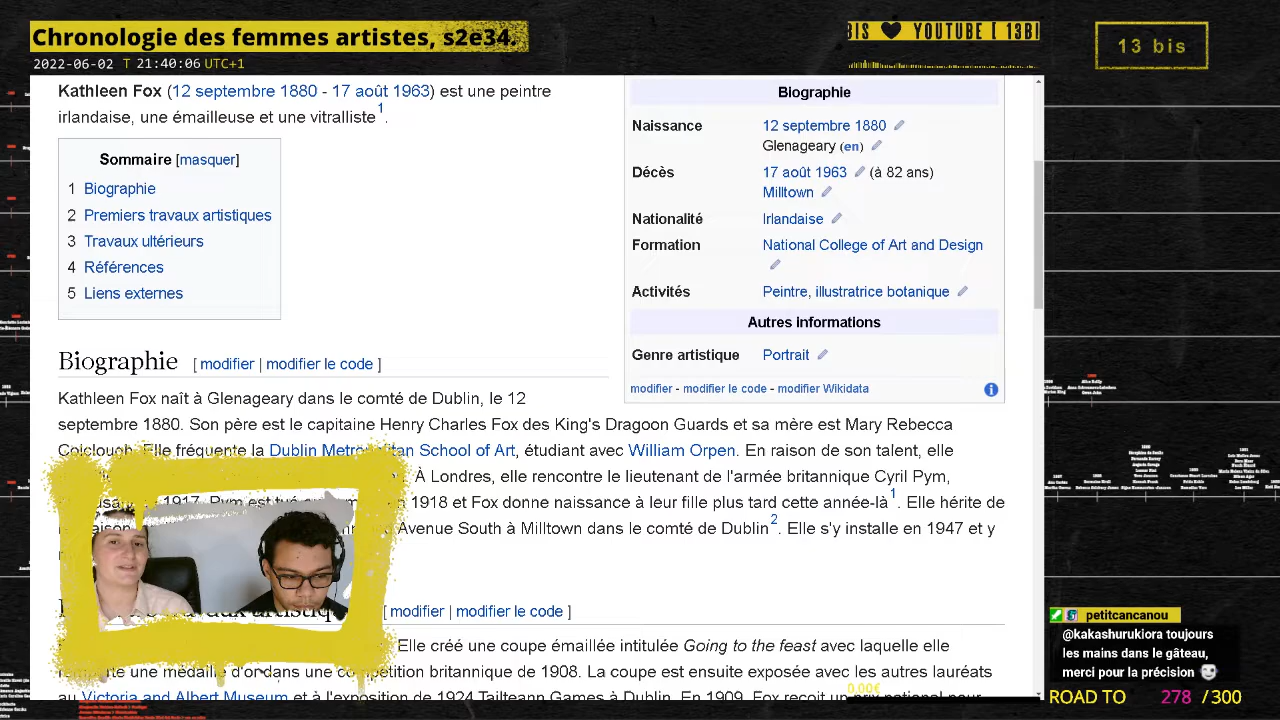 Chronologie des femmes artistes, s2e34.
BIS ♥ YOUTUBE [ 13B
13 bis
2022-06-02 T 21:40:06 UTC+1
Kathleen Fox (12 septembre 1880 - 17 août 1963) est une peintre
irlandaise, une émailleuse et une vitralliste1.
Sommaire [masquer]
1 Biographie
2 Premiers travaux artistiques
3 Travaux ultérieurs
4 Références
5 Liens externes
Biographie
Naissance 12 septembre 1880
Glenageary (en)
Décès 17 août 1963 (à 82 ans)
Milltown
Nationalité Irlandaise
Formation National College of Art and Design
Activités Peintre, illustratrice botanique
Autres informations
Genre artistique Portrait
modifier - modifier le code - modifier Wikidata
Biographie [ modifier | modifier le code ]
Kathleen Fox naît à Glenageary dans le comté de Dublin, le 12
septembre 1880. Son père est le capitaine Henry Charles Fox des King's Dragoon Guards et sa mère est Mary Rebecca
Colclough. Elle fréquente la Dublin Metropolitan School of Art, étudiant avec William Orpen. En raison de son talent, elle
À Londres, elle rencontre le lieutenant de l'armée britannique Cyril Pym,
1917. Pym est 1918 et Fox donne naissance à leur fille plus tard cette année-là1. Elle hérite de
Avenue South à Milltown dans le comté de Dublin2. Elle s'y installe en 1947 et y
[ modifier | modifier le code ]
Elle créé une coupe émaillée intitulée Going to the feast avec laquelle elle
une médaille d'or dans une compétition britannique de 1908. La coupe est ensuite exposée avec les autres lauréats
au Victoria and Albert Museum et à l'exposition de 1924 Tailteann Games à Dublin. En 1909, Fox reçoit un prix national pour
0.00€
petitcancanou
@kakashurukiora toujours
les mains dans le gâteau,
merci pour la précision
ROAD TO 278 / 300